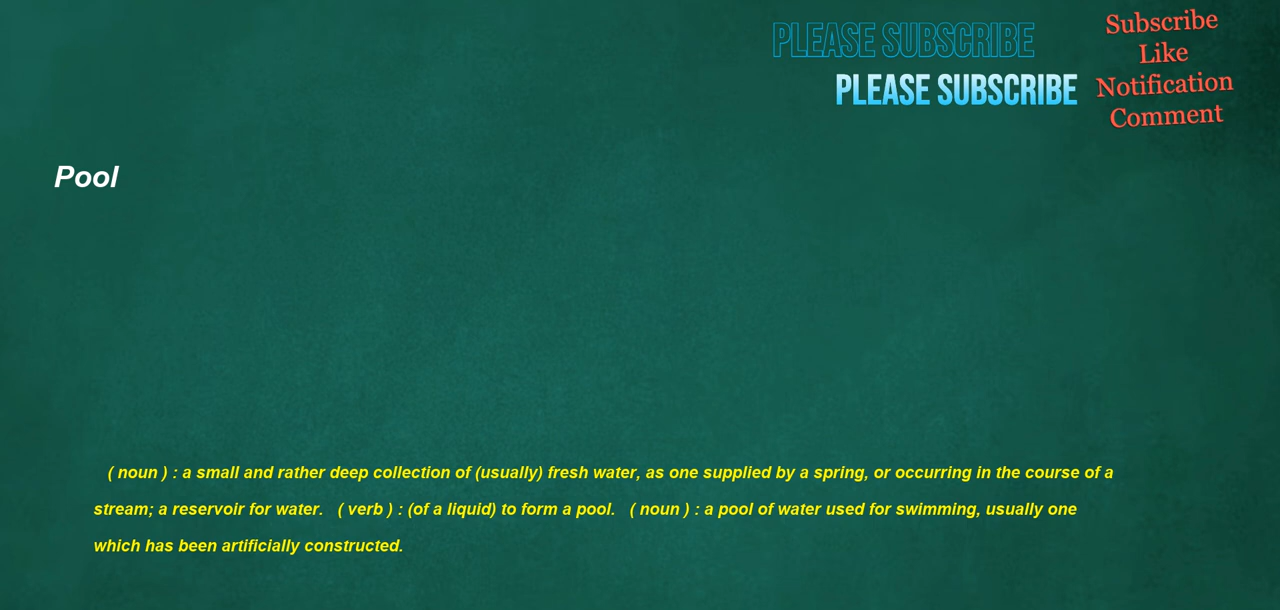 PLEASE SUBSCRIBE
PLEASE SUBSCRIBE
Subscribe
Like
Notification
Comment
Pool
( noun ) : a small and rather deep collection of (usually) fresh water, as one supplied by a spring, or occurring in the course of a
stream; a reservoir for water. ( verb ) : (of a liquid) to form a pool. ( noun ) : a pool of water used for swimming, usually one
which has been artificially constructed.